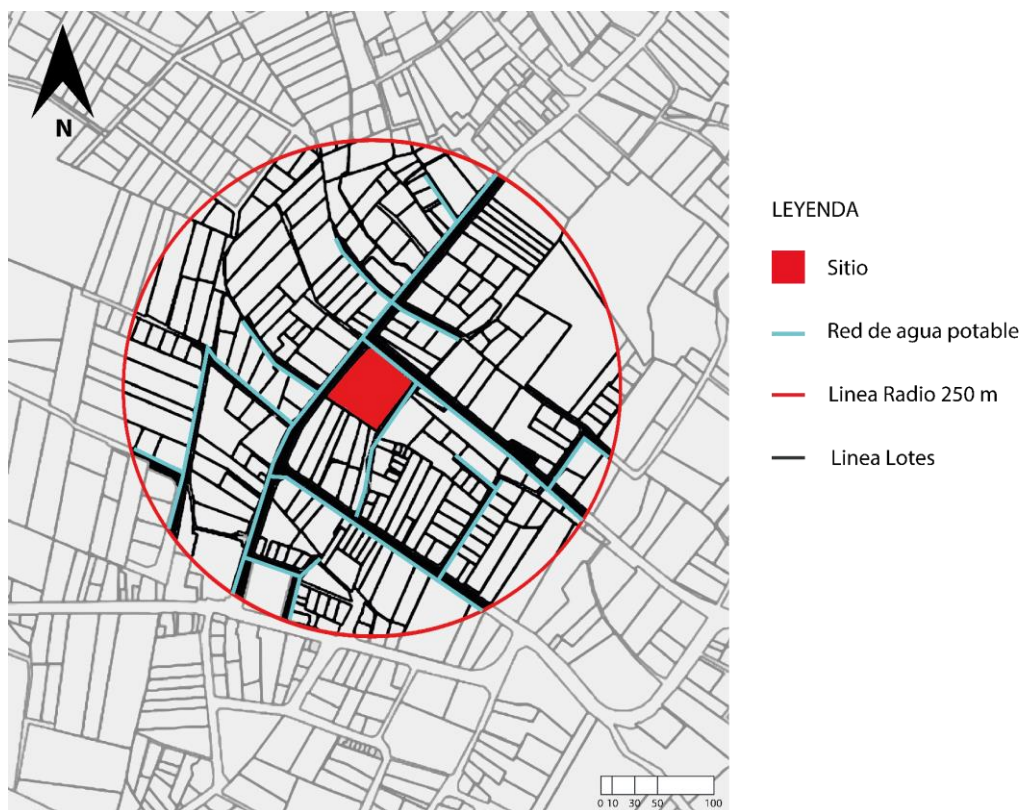 N
LEYENDA
Sitio
Red de agua potable
Linea Radio 250 m
Linea Lotes
0 10 30 50 100